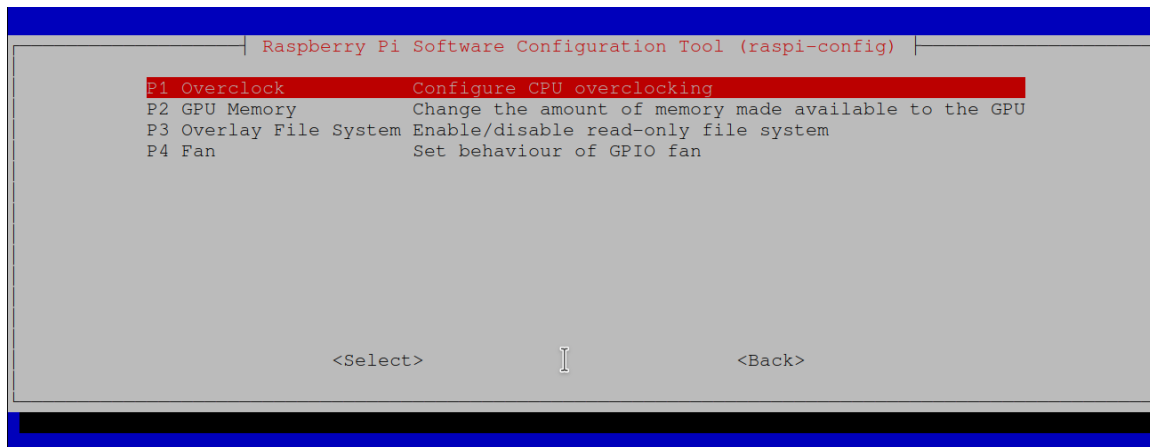 Raspberry Pi Software Configuration Tool (raspi-config)
P1 Overclock Configure CPU overclocking
P2 GPU Memory Change the amount of memory made available to the GPU
P3 Overlay File System Enable/disable read-only file system
P4 Fan Set behaviour of GPIO fan
<Select> <Back>